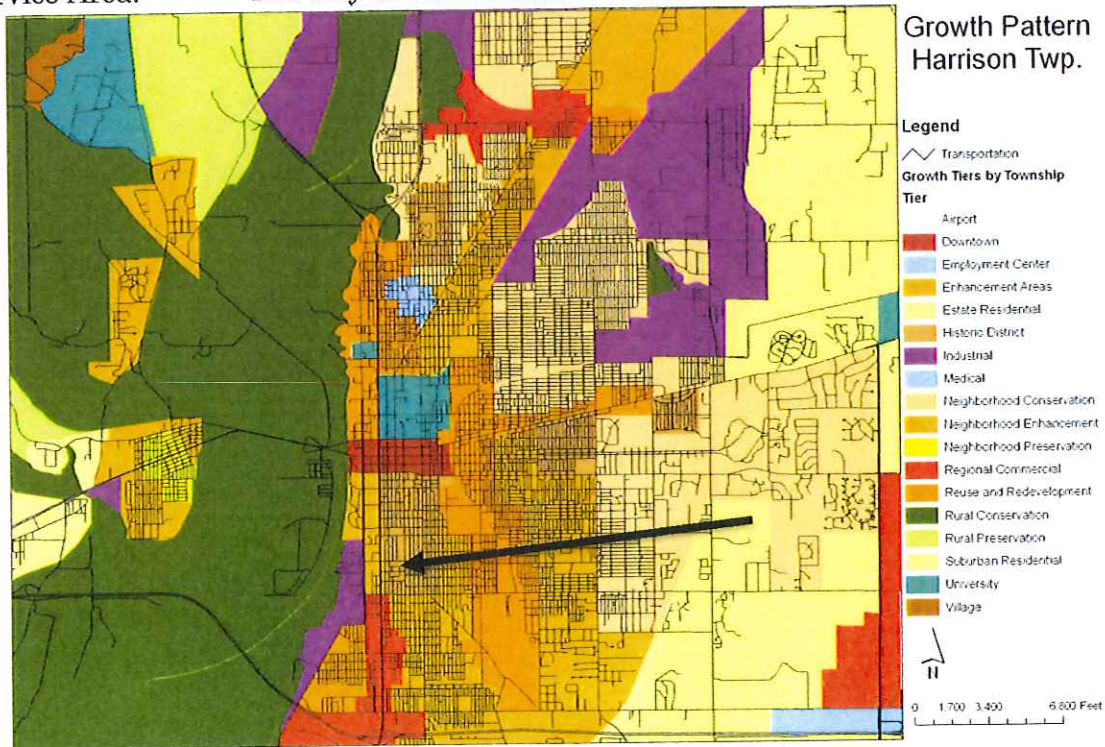 Service Area:
Growth Pattern
Harrison Twp.
Legend
Transportation
Growth Tiers by Township
Tier
Airport
Downtown
Employment Center
Enhancement Areas
Estate Residential
Historic District
Industrial
Medical
Neighborhood Conservation
Neighborhood Enhancement
Neighborhood Preservation
Regional Commercial
Reuse and Redevelopment
Rural Conservation
Rural Preservation
Suburban Residential
University
Village
N
0 1,700 3,400 6,800 Feet